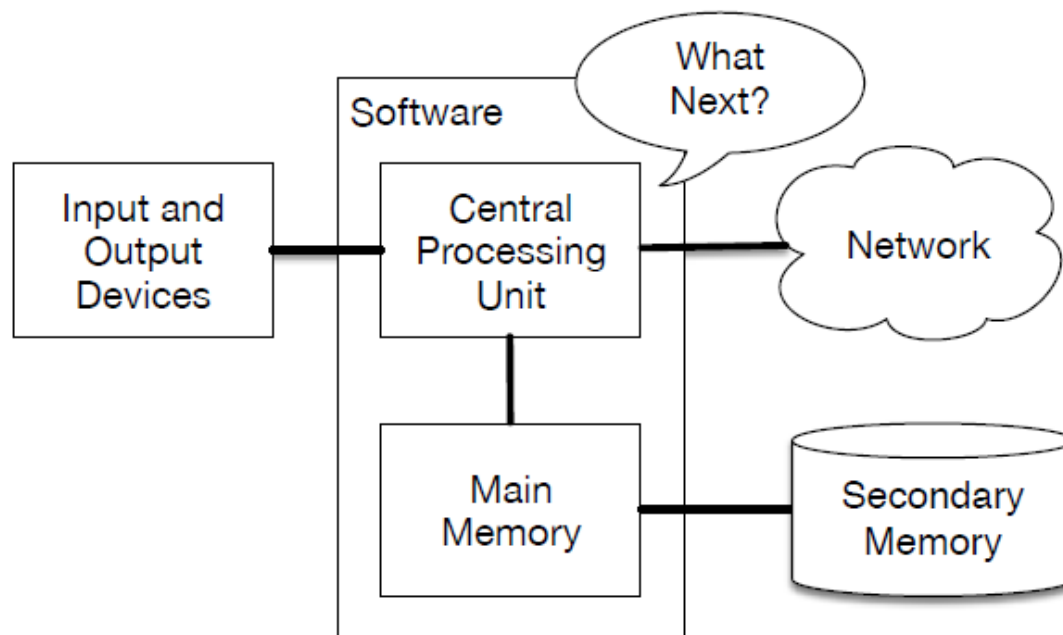 What
Next?
Software
Input and
Output
Devices
Central
Processing
Unit
Network
Main
Memory
Secondary
Memory